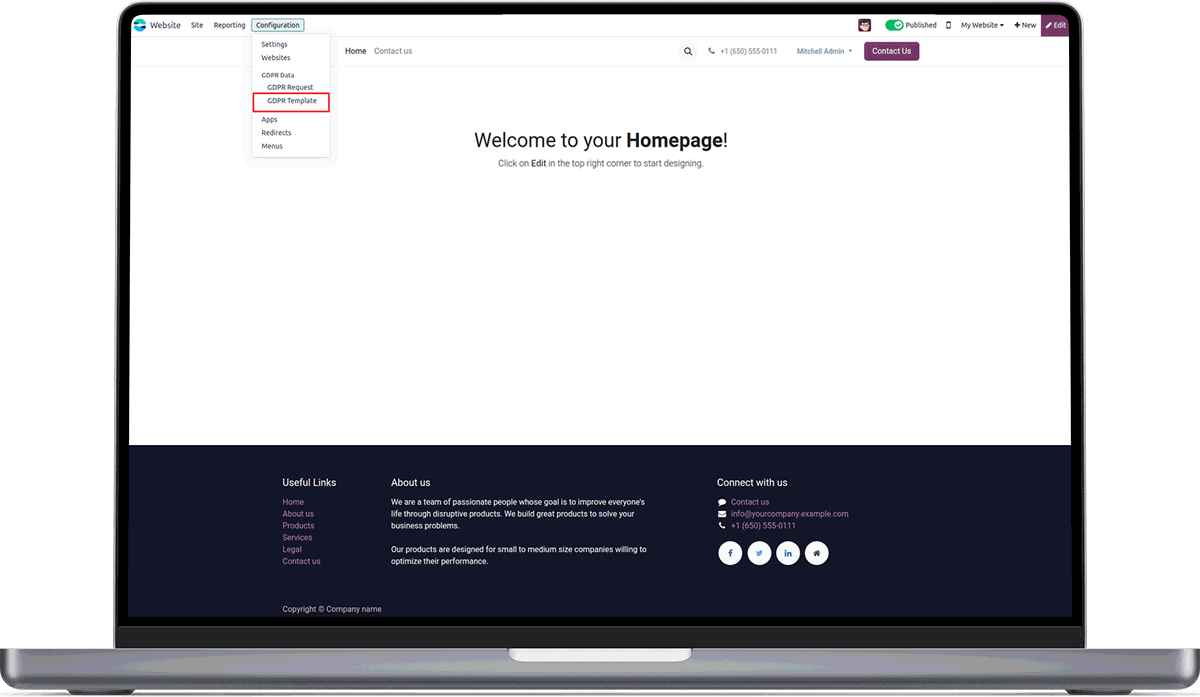 Website Site Reporting Configuration Published My Website + New Edit
Settings
Websites
GDPR Data
GDPR Request
GDPR Template
Apps
Redirects
Menus
Home Contact us +1 (650) 555-0111 Mitchell Admin Contact Us
Welcome to your Homepage!
Click on Edit in the top right corner to start designing.
Useful Links
Home
About us
Products
Services
Legal
Contact us
About us
We are a team of passionate people whose goal is to improve everyone's
life through disruptive products. We build great products to solve your
business problems.
Our products are designed for small to medium size companies willing to
optimize their performance.
Connect with us
Contact us
info@yourcompany.example.com
+1 (650) 555-0111
Copyright © Company name